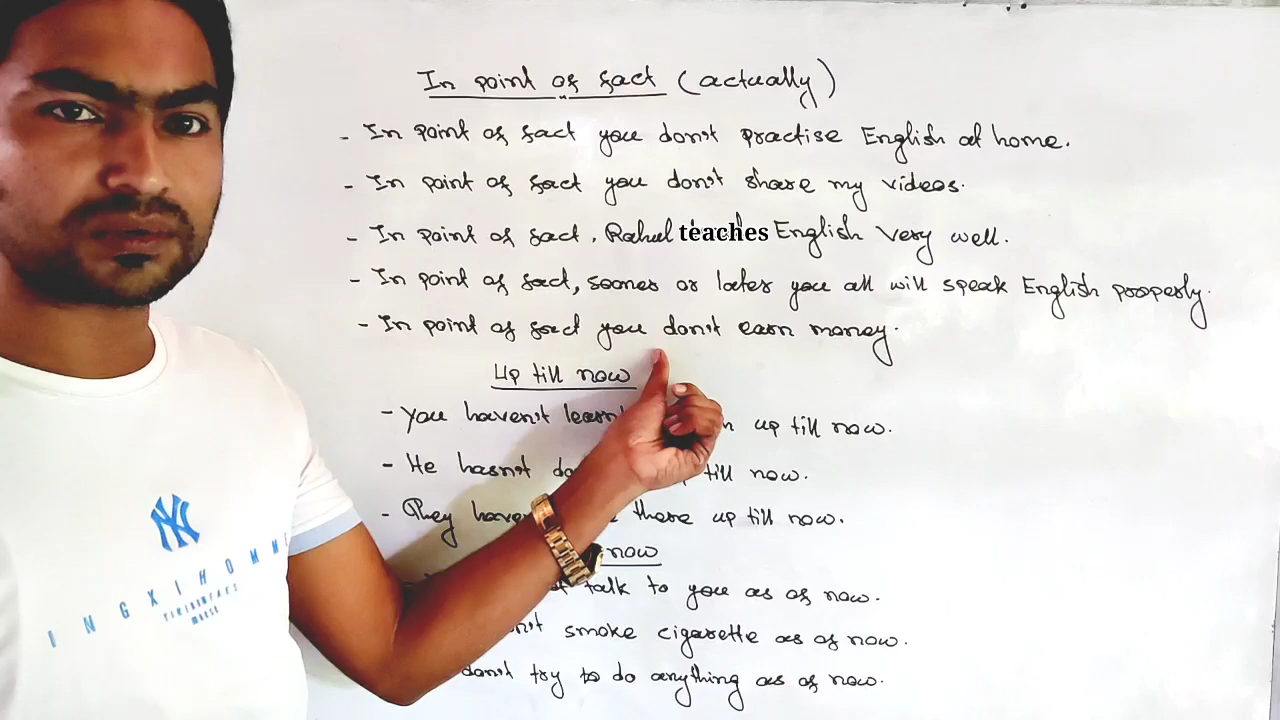 In point of fact (actually)
- In point of fact you don't practise English at home.
- In point of fact you don't share my videos.
- In point of fact, Rahul teaches English very well.
- In point of fact, sooner or later you all will speak English properly.
- In point of fact you don't earn money.
Up till now
- You haven't learnt up till now.
- He hasn't till now.
- They there up till now.
now
talk to you as of now.
smoke cigarette as of now.
don't try to do anything as of now.
NY
INGXIHOMME